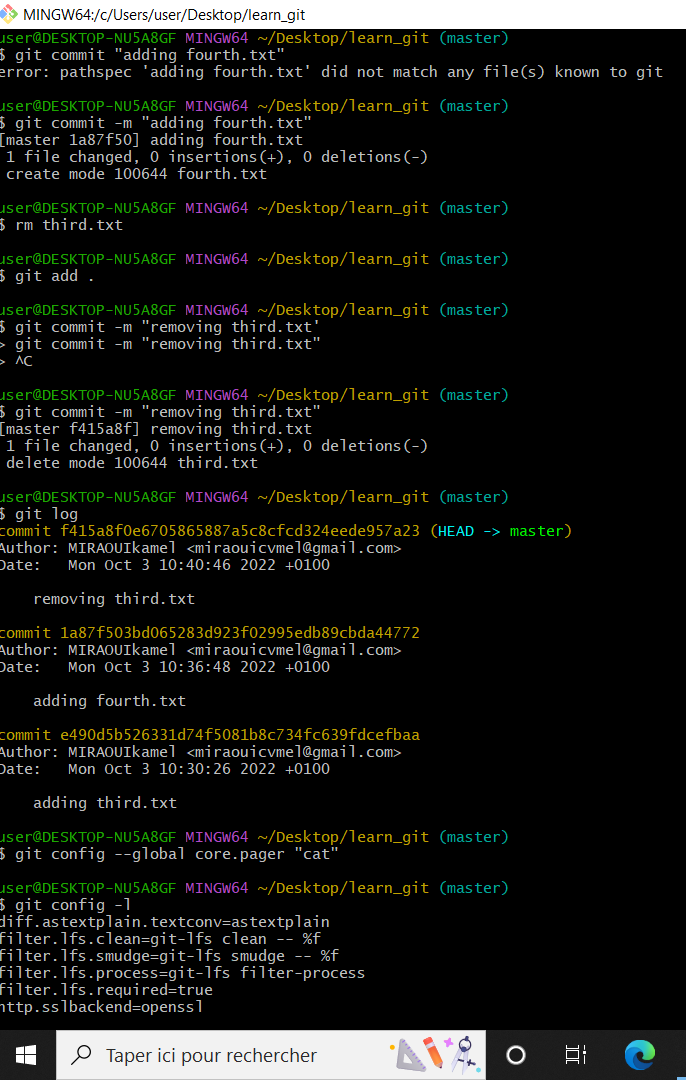 MINGW64:/c/Users/user/Desktop/learn_git
user@DESKTOP-NU5A8GF MINGW64 ~/Desktop/learn_git (master)
$ git commit "adding fourth.txt"
error: pathspec 'adding fourth.txt' did not match any file(s) known to git
user@DESKTOP-NU5A8GF MINGW64 ~/Desktop/learn_git (master)
$ git commit -m "adding fourth.txt"
[master 1a87f50] adding fourth.txt
1 file changed, 0 insertions(+), 0 deletions(-)
create mode 100644 fourth.txt
user@DESKTOP-NU5A8GF MINGW64 ~/Desktop/learn_git (master)
$ rm third.txt
user@DESKTOP-NU5A8GF MINGW64 ~/Desktop/learn_git (master)
$ git add .
user@DESKTOP-NU5A8GF MINGW64 ~/Desktop/learn_git (master)
$ git commit -m "removing third.txt'
> git commit -m "removing third.txt"
> ^C
user@DESKTOP-NU5A8GF MINGW64 ~/Desktop/learn_git (master)
$ git commit -m "removing third.txt"
[master f415a8f] removing third.txt
1 file changed, 0 insertions(+), 0 deletions(-)
delete mode 100644 third.txt
user@DESKTOP-NU5A8GF MINGW64 ~/Desktop/learn_git (master)
$ git log
commit f415a8f0e6705865887a5c8cfcd324eede957a23 (HEAD -> master)
Author: MIRAOUIkamel <miraouicvmel@gmail.com>
Date:   Mon Oct 3 10:40:46 2022 +0100
removing third.txt
commit 1a87f503bd065283d923f02995edb89cbda44772
Author: MIRAOUIkamel <miraouicvmel@gmail.com>
Date:   Mon Oct 3 10:36:48 2022 +0100
adding fourth.txt
commit e490d5b526331d74f5081b8c734fc639fdcefbaa
Author: MIRAOUIkamel <miraouicvmel@gmail.com>
Date:   Mon Oct 3 10:30:26 2022 +0100
adding third.txt
user@DESKTOP-NU5A8GF MINGW64 ~/Desktop/learn_git (master)
$ git config --global core.pager "cat"
user@DESKTOP-NU5A8GF MINGW64 ~/Desktop/learn_git (master)
$ git config -l
diff.astextplain.textconv=astextplain
filter.lfs.clean=git-lfs clean -- %f
filter.lfs.smudge=git-lfs smudge -- %f
filter.lfs.process=git-lfs filter-process
filter.lfs.required=true
http.sslbackend=openssl
Taper ici pour rechercher